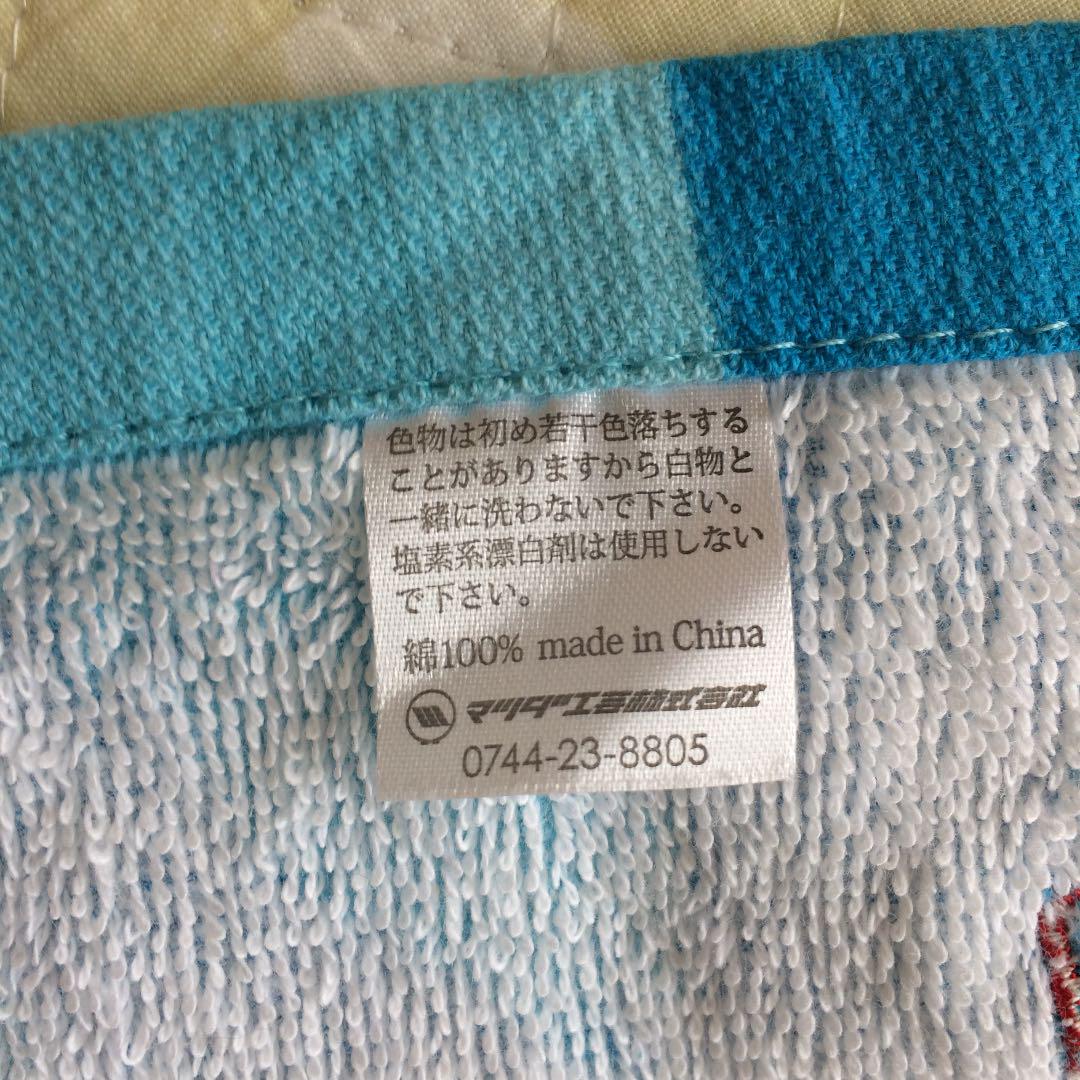 色物は初め若干色落ちする
ことがありますから白物と
一緒に洗わないで下さい。
塩素系漂白剤は使用しない
で下さい。
綿100% made in China
マツダ工芸株式会社
0744-23-8805